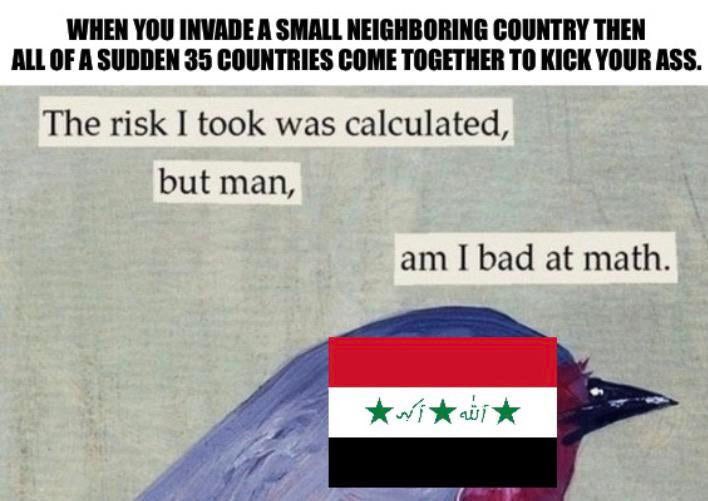 WHEN YOU INVADE A SMALL NEIGHBORING COUNTRY THEN
ALL OF A SUDDEN 35 COUNTRIES COME TOGETHER TO KICK YOUR ASS.
The risk I took was calculated,
but man,
am I bad at math.
الله اكبر